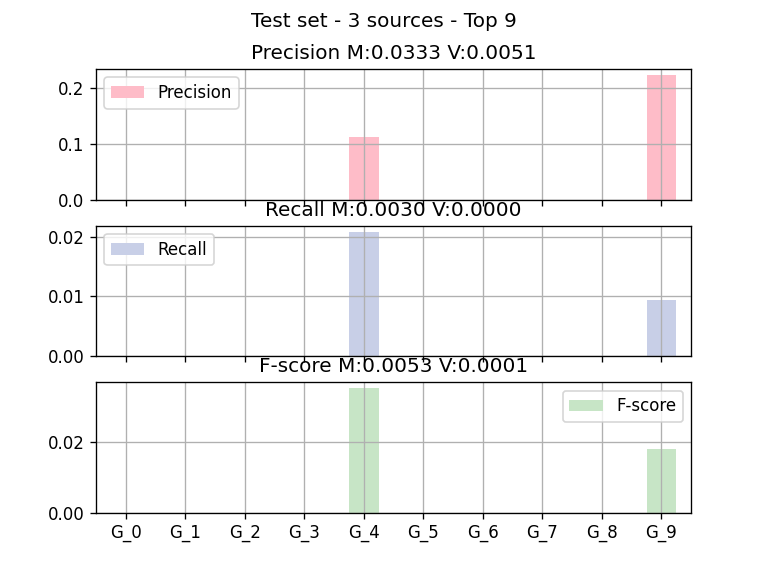 Test set - 3 sources - Top 9
Precision M:0.0333 V:0.0051
0.2
0.1
0.0
Precision
Recall M:0.0030 V:0.0000
0.02
0.01
0.00
Recall
F-score M:0.0053 V:0.0001
0.02
0.00
F-score
G_0 G_1 G_2 G_3 G_4 G_5 G_6 G_7 G_8 G_9